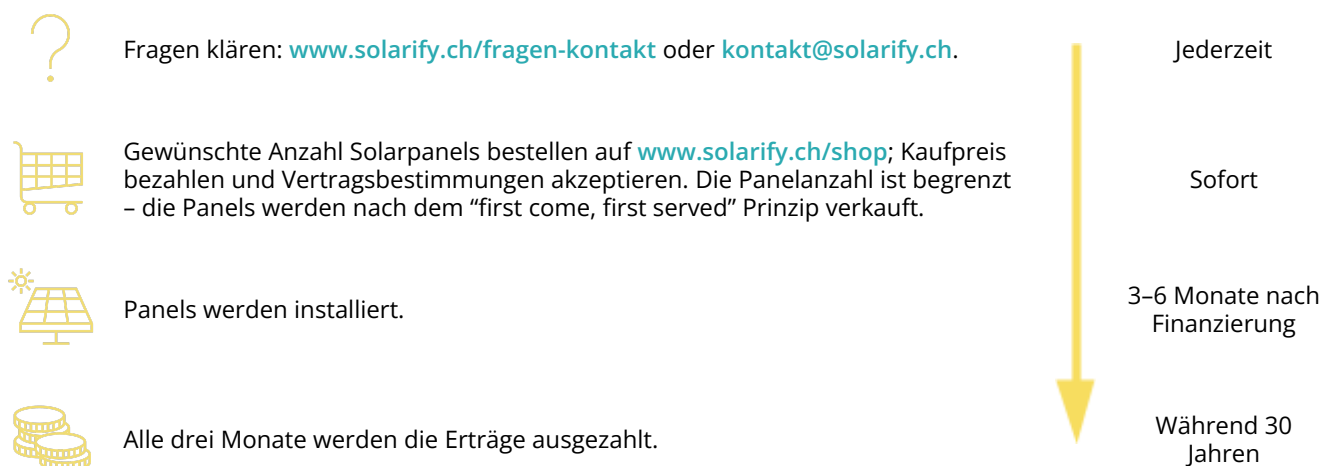 Fragen klären: www.solarify.ch/fragen-kontakt oder kontakt@solarify.ch.
Jederzeit
Gewünschte Anzahl Solarpanels bestellen auf www.solarify.ch/shop; Kaufpreis
bezahlen und Vertragsbestimmungen akzeptieren. Die Panelanzahl ist begrenzt
– die Panels werden nach dem “first come, first served” Prinzip verkauft.
Sofort
Panels werden installiert.
3–6 Monate nach
Finanzierung
Alle drei Monate werden die Erträge ausgezahlt.
Während 30
Jahren